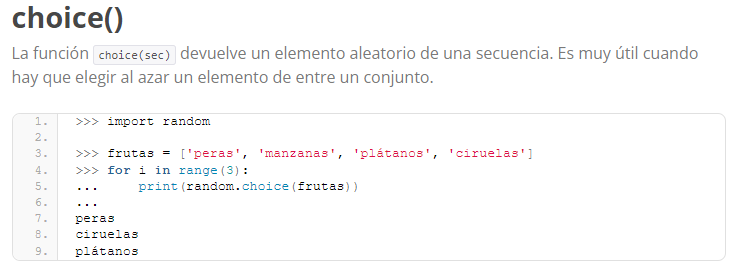 choice()
La función choice(sec) devuelve un elemento aleatorio de una secuencia. Es muy útil cuando
hay que elegir al azar un elemento de entre un conjunto.
1. >>> import random
2.
3. >>> frutas = ['peras', 'manzanas', 'plátanos', 'ciruelas']
4. >>> for i in range(3):
5. ...     print(random.choice(frutas))
6. ...
7. peras
8. ciruelas
9. plátanos